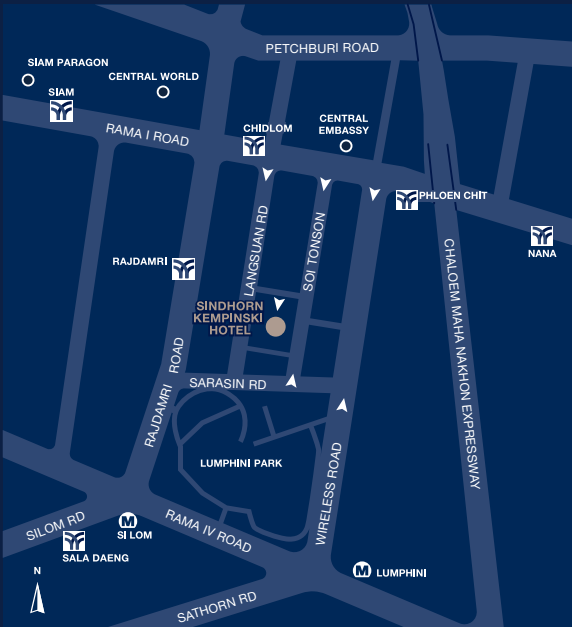 PETCHBURI ROAD
SIAM PARAGON
CENTRAL WORLD
SIAM
RAMA I ROAD
CHIDLOM
CENTRAL
EMBASSY
PHLOEN CHIT
NANA
LANGSUAN RD
SOI TONSON
RAJDAMRI
SINDHORN
KEMPINSKI
HOTEL
CHALOEM MAHA NAKHON EXPRESSWAY
RAJDAMRI ROAD
SARASIN RD
LUMPHINI PARK
WIRELESS ROAD
SILOM RD
M
SI LOM
RAMA IV ROAD
SALA DAENG
M LUMPHINI
N
SATHORN RD